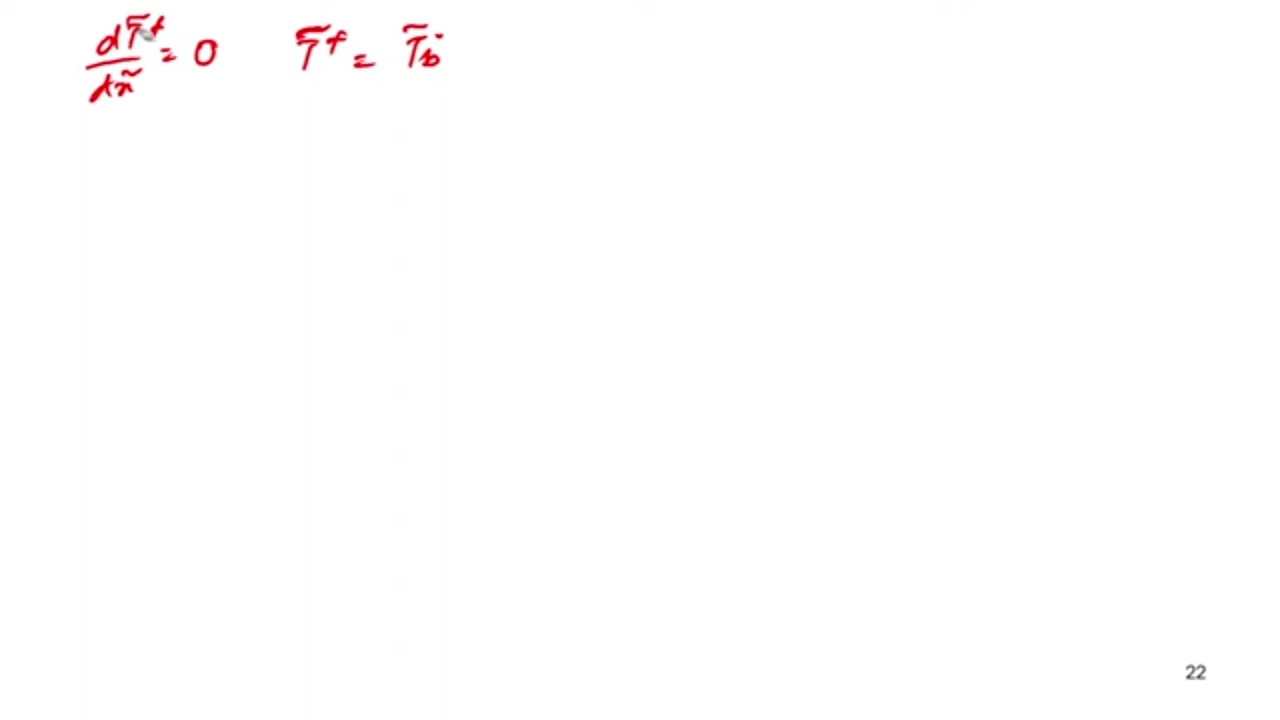 dT̃ᶠ/dx̃ = 0 T̃ᶠ = T̃b
22